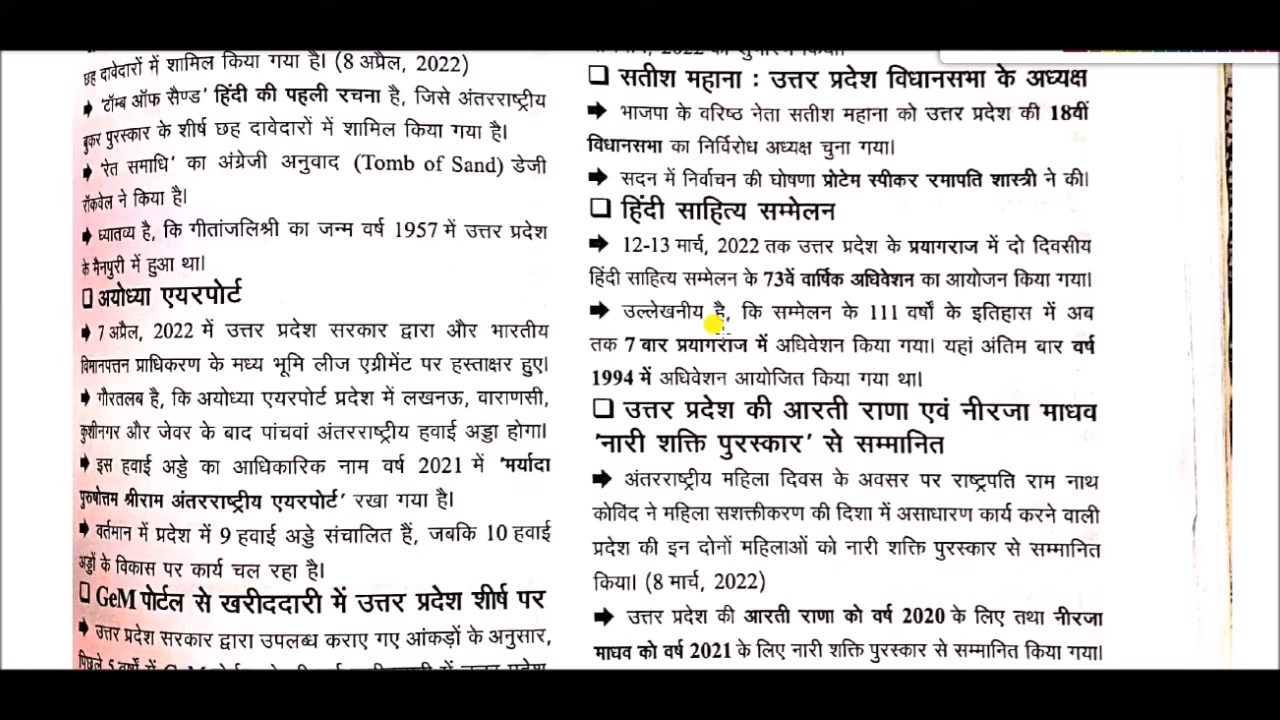 छह दावेदारों में शामिल किया गया है। (8 अप्रैल, 2022)
➨ 'टॉम्ब ऑफ सैण्ड' हिंदी की पहली रचना है, जिसे अंतरराष्ट्रीय
बुकर पुरस्कार के शीर्ष छह दावेदारों में शामिल किया गया है।
➨ 'रेत समाधि' का अंग्रेजी अनुवाद (Tomb of Sand) डेजी
रॉकवेल ने किया है।
➨ ध्यातव्य है, कि गीतांजलिश्री का जन्म वर्ष 1957 में उत्तर प्रदेश
के मैनपुरी में हुआ था।
❑ अयोध्या एयरपोर्ट
➨ 7 अप्रैल, 2022 में उत्तर प्रदेश सरकार द्वारा और भारतीय
विमानपत्तन प्राधिकरण के मध्य भूमि लीज एग्रीमेंट पर हस्ताक्षर हुए।
➨ गौरतलब है, कि अयोध्या एयरपोर्ट प्रदेश में लखनऊ, वाराणसी,
कुशीनगर और जेवर के बाद पांचवां अंतरराष्ट्रीय हवाई अड्डा होगा।
➨ इस हवाई अड्डे का आधिकारिक नाम वर्ष 2021 में 'मर्यादा
पुरुषोत्तम श्रीराम अंतरराष्ट्रीय एयरपोर्ट' रखा गया है।
➨ वर्तमान में प्रदेश में 9 हवाई अड्डे संचालित हैं, जबकि 10 हवाई
अड्डों के विकास पर कार्य चल रहा है।
❑ GeM पोर्टल से खरीददारी में उत्तर प्रदेश शीर्ष पर
➨ उत्तर प्रदेश सरकार द्वारा उपलब्ध कराए गए आंकड़ों के अनुसार,
❑ सतीश महाना : उत्तर प्रदेश विधानसभा के अध्यक्ष
➨ भाजपा के वरिष्ठ नेता सतीश महाना को उत्तर प्रदेश की 18वीं
विधानसभा का निर्विरोध अध्यक्ष चुना गया।
➨ सदन में निर्वाचन की घोषणा प्रोटेम स्पीकर रमापति शास्त्री ने की।
❑ हिंदी साहित्य सम्मेलन
➨ 12-13 मार्च, 2022 तक उत्तर प्रदेश के प्रयागराज में दो दिवसीय
हिंदी साहित्य सम्मेलन के 73वें वार्षिक अधिवेशन का आयोजन किया गया।
➨ उल्लेखनीय है, कि सम्मेलन के 111 वर्षों के इतिहास में अब
तक 7 बार प्रयागराज में अधिवेशन किया गया। यहां अंतिम बार वर्ष
1994 में अधिवेशन आयोजित किया गया था।
❑ उत्तर प्रदेश की आरती राणा एवं नीरजा माधव
'नारी शक्ति पुरस्कार' से सम्मानित
➨ अंतरराष्ट्रीय महिला दिवस के अवसर पर राष्ट्रपति राम नाथ
कोविंद ने महिला सशक्तीकरण की दिशा में असाधारण कार्य करने वाली
प्रदेश की इन दोनों महिलाओं को नारी शक्ति पुरस्कार से सम्मानित
किया। (8 मार्च, 2022)
➨ उत्तर प्रदेश की आरती राणा को वर्ष 2020 के लिए तथा नीरजा
माधव को वर्ष 2021 के लिए नारी शक्ति पुरस्कार से सम्मानित किया गया।